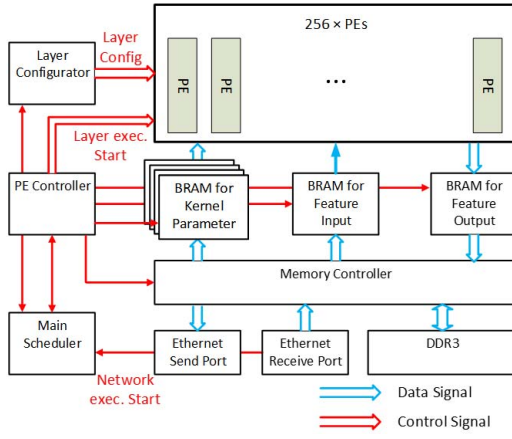 256 × PEs
Layer
Config
Layer
Configurator
PE
PE
...
PE
Layer exec.
Start
PE Controller
BRAM for
Kernel
Parameter
BRAM for
Feature
Input
BRAM for
Feature
Output
Memory Controller
Main
Scheduler
Ethernet
Send Port
Ethernet
Receive Port
DDR3
Network
exec. Start
Data Signal
Control Signal